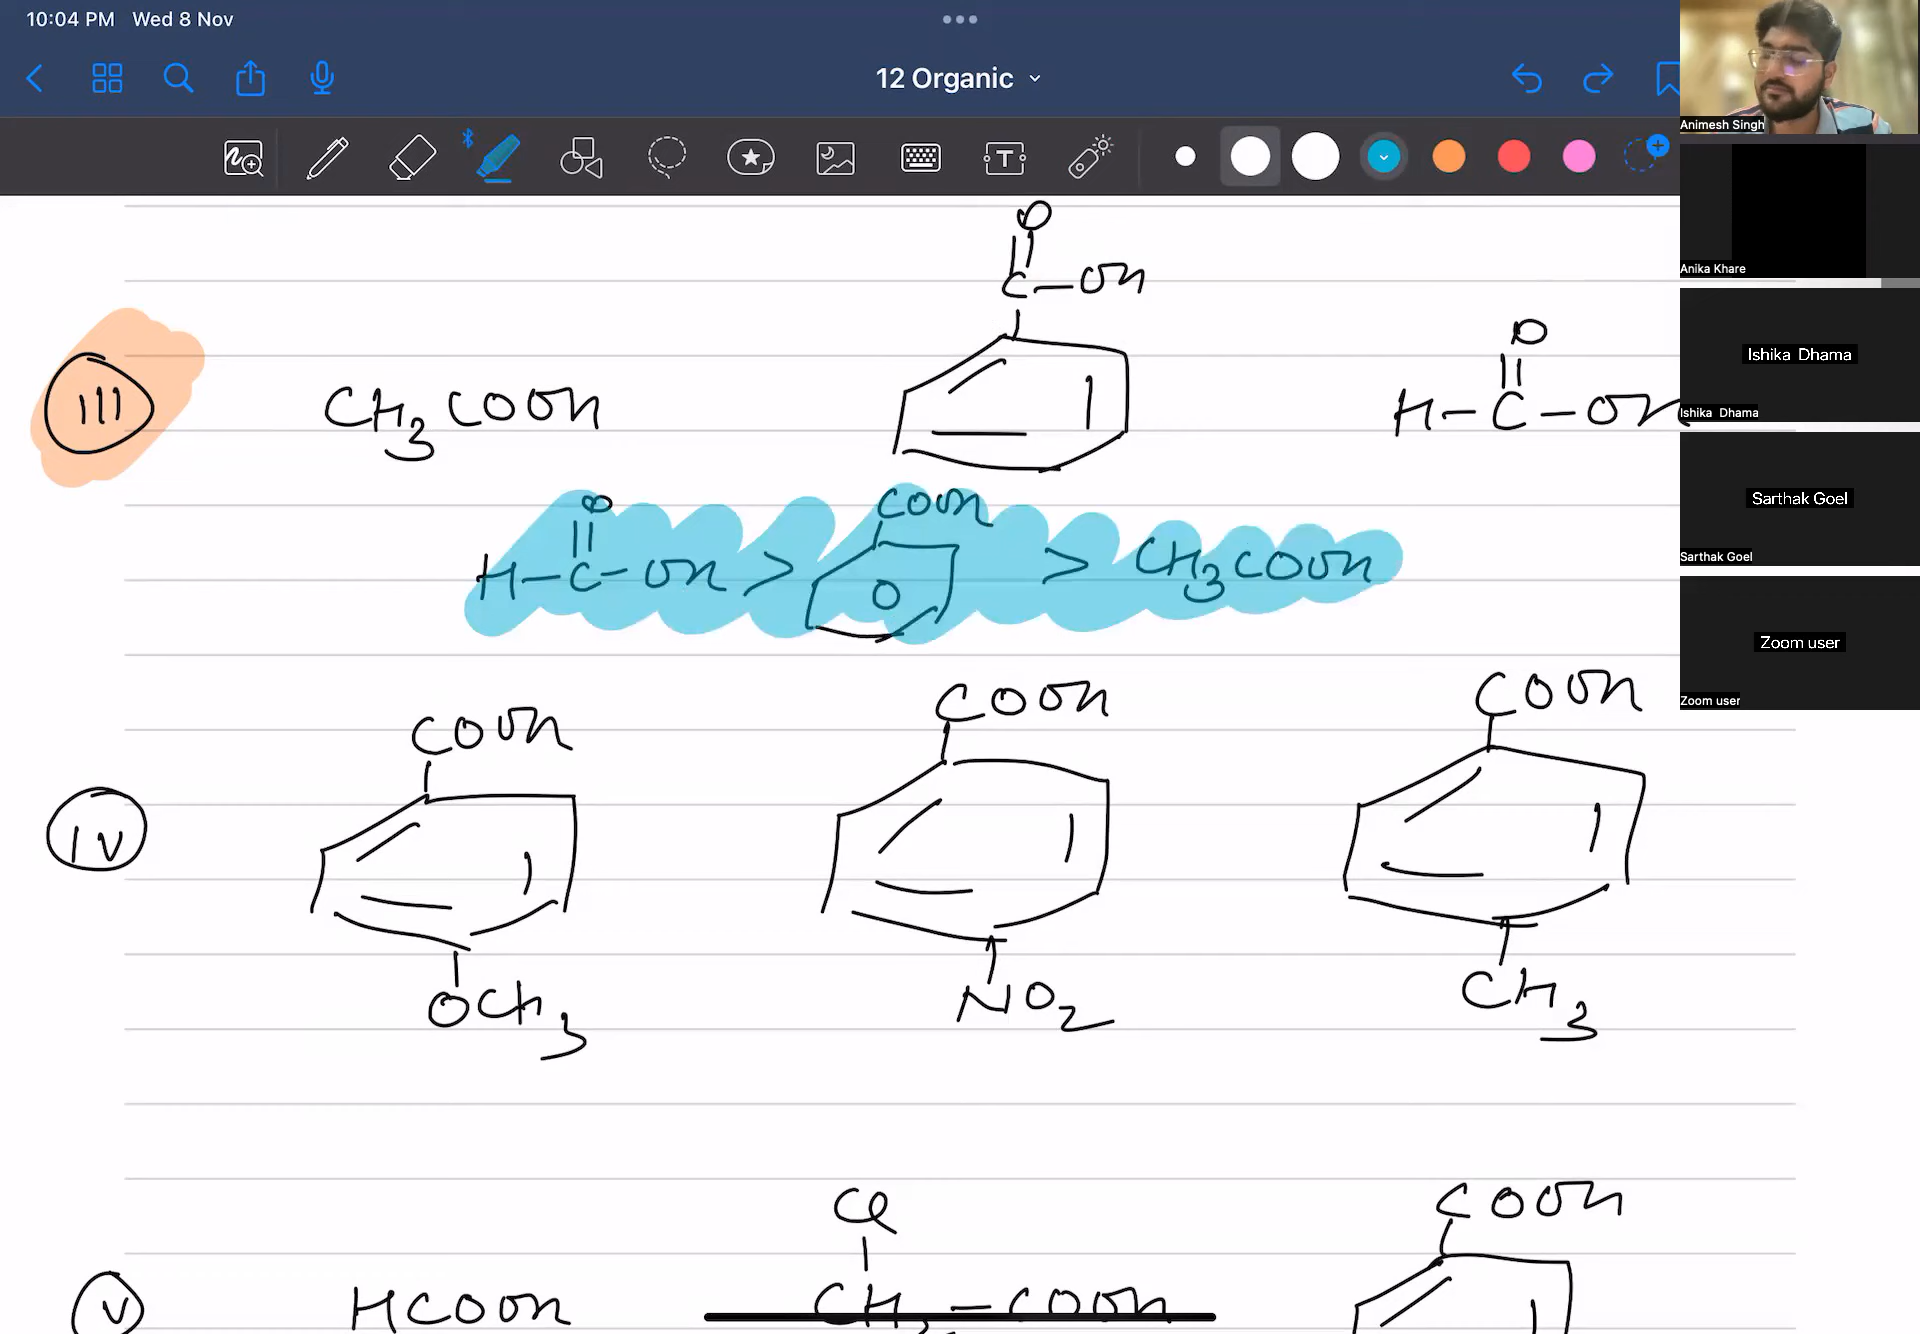 10:04 PM Wed 8 Nov
12 Organic
T
Animesh Singh
Anika Khare
Ishika Dhama
Ishika Dhama
Sarthak Goel
Sarthak Goel
Zoom user
Zoom user
O
C-OH
III CH3COOH H-C-OH
O
O
COOH
H-C-OH > > CH3COOH
O
COOH COOH COOH
IV
OCH3 NO2 CH3
Cl
COOH
V HCOOH CH2-COOH